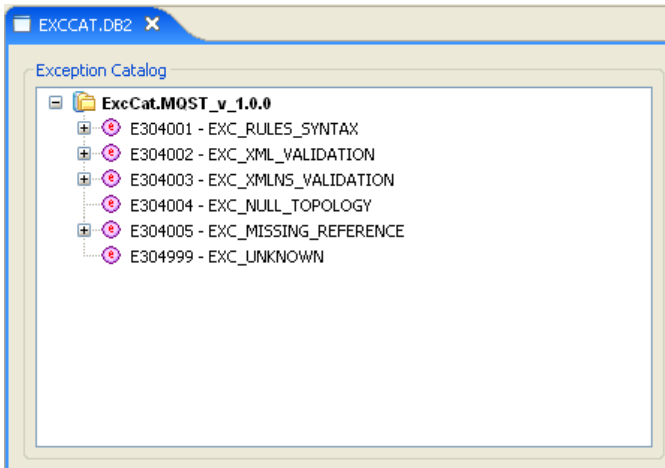 EXCCAT.DB2
Exception Catalog
ExcCat.MQST_v_1.0.0
E304001 - EXC_RULES_SYNTAX
E304002 - EXC_XML_VALIDATION
E304003 - EXC_XMLNS_VALIDATION
E304004 - EXC_NULL_TOPOLOGY
E304005 - EXC_MISSING_REFERENCE
E304999 - EXC_UNKNOWN